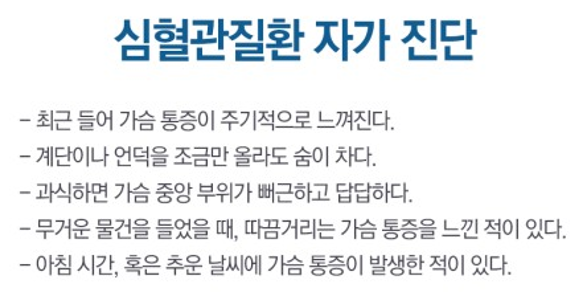 심혈관질환 자가 진단
– 최근 들어 가슴 통증이 주기적으로 느껴진다.
– 계단이나 언덕을 조금만 올라도 숨이 차다.
– 과식하면 가슴 중앙 부위가 뻐근하고 답답하다.
– 무거운 물건을 들었을 때, 따끔거리는 가슴 통증을 느낀 적이 있다.
– 아침 시간, 혹은 추운 날씨에 가슴 통증이 발생한 적이 있다.